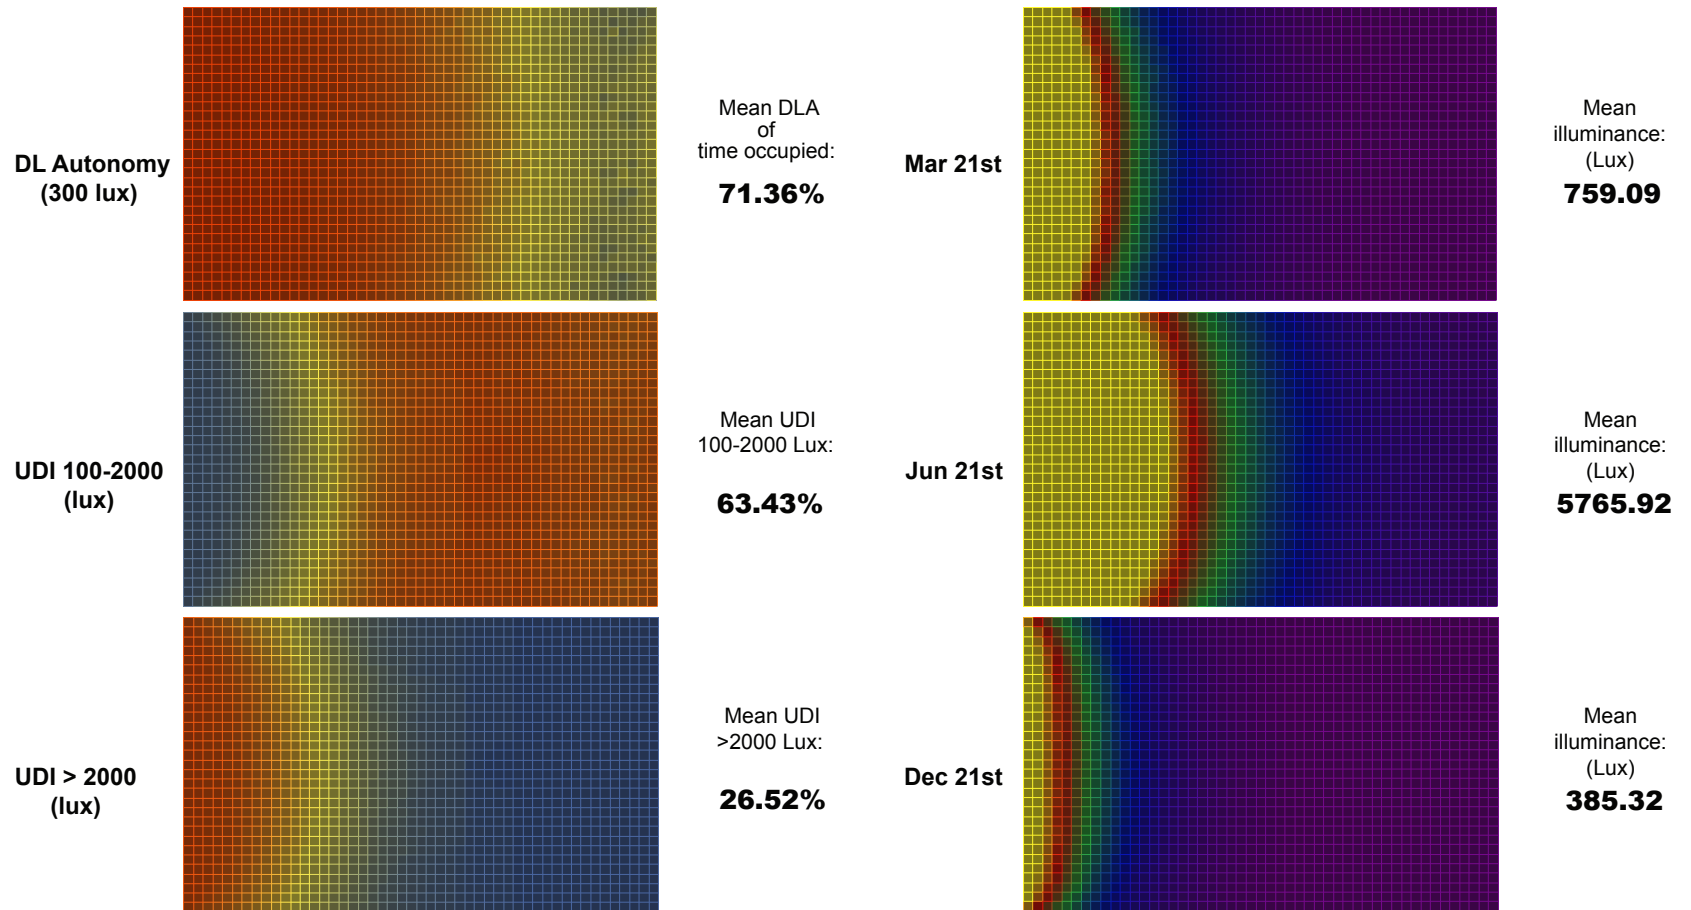 DL Autonomy
(300 lux)
Mean DLA
of
time occupied:
71.36%
Mar 21st
Mean
illuminance:
(Lux)
759.09
UDI 100-2000
(lux)
Mean UDI
100-2000 Lux:
63.43%
Jun 21st
Mean
illuminance:
(Lux)
5765.92
UDI > 2000
(lux)
Mean UDI
>2000 Lux:
26.52%
Dec 21st
Mean
illuminance:
(Lux)
385.32